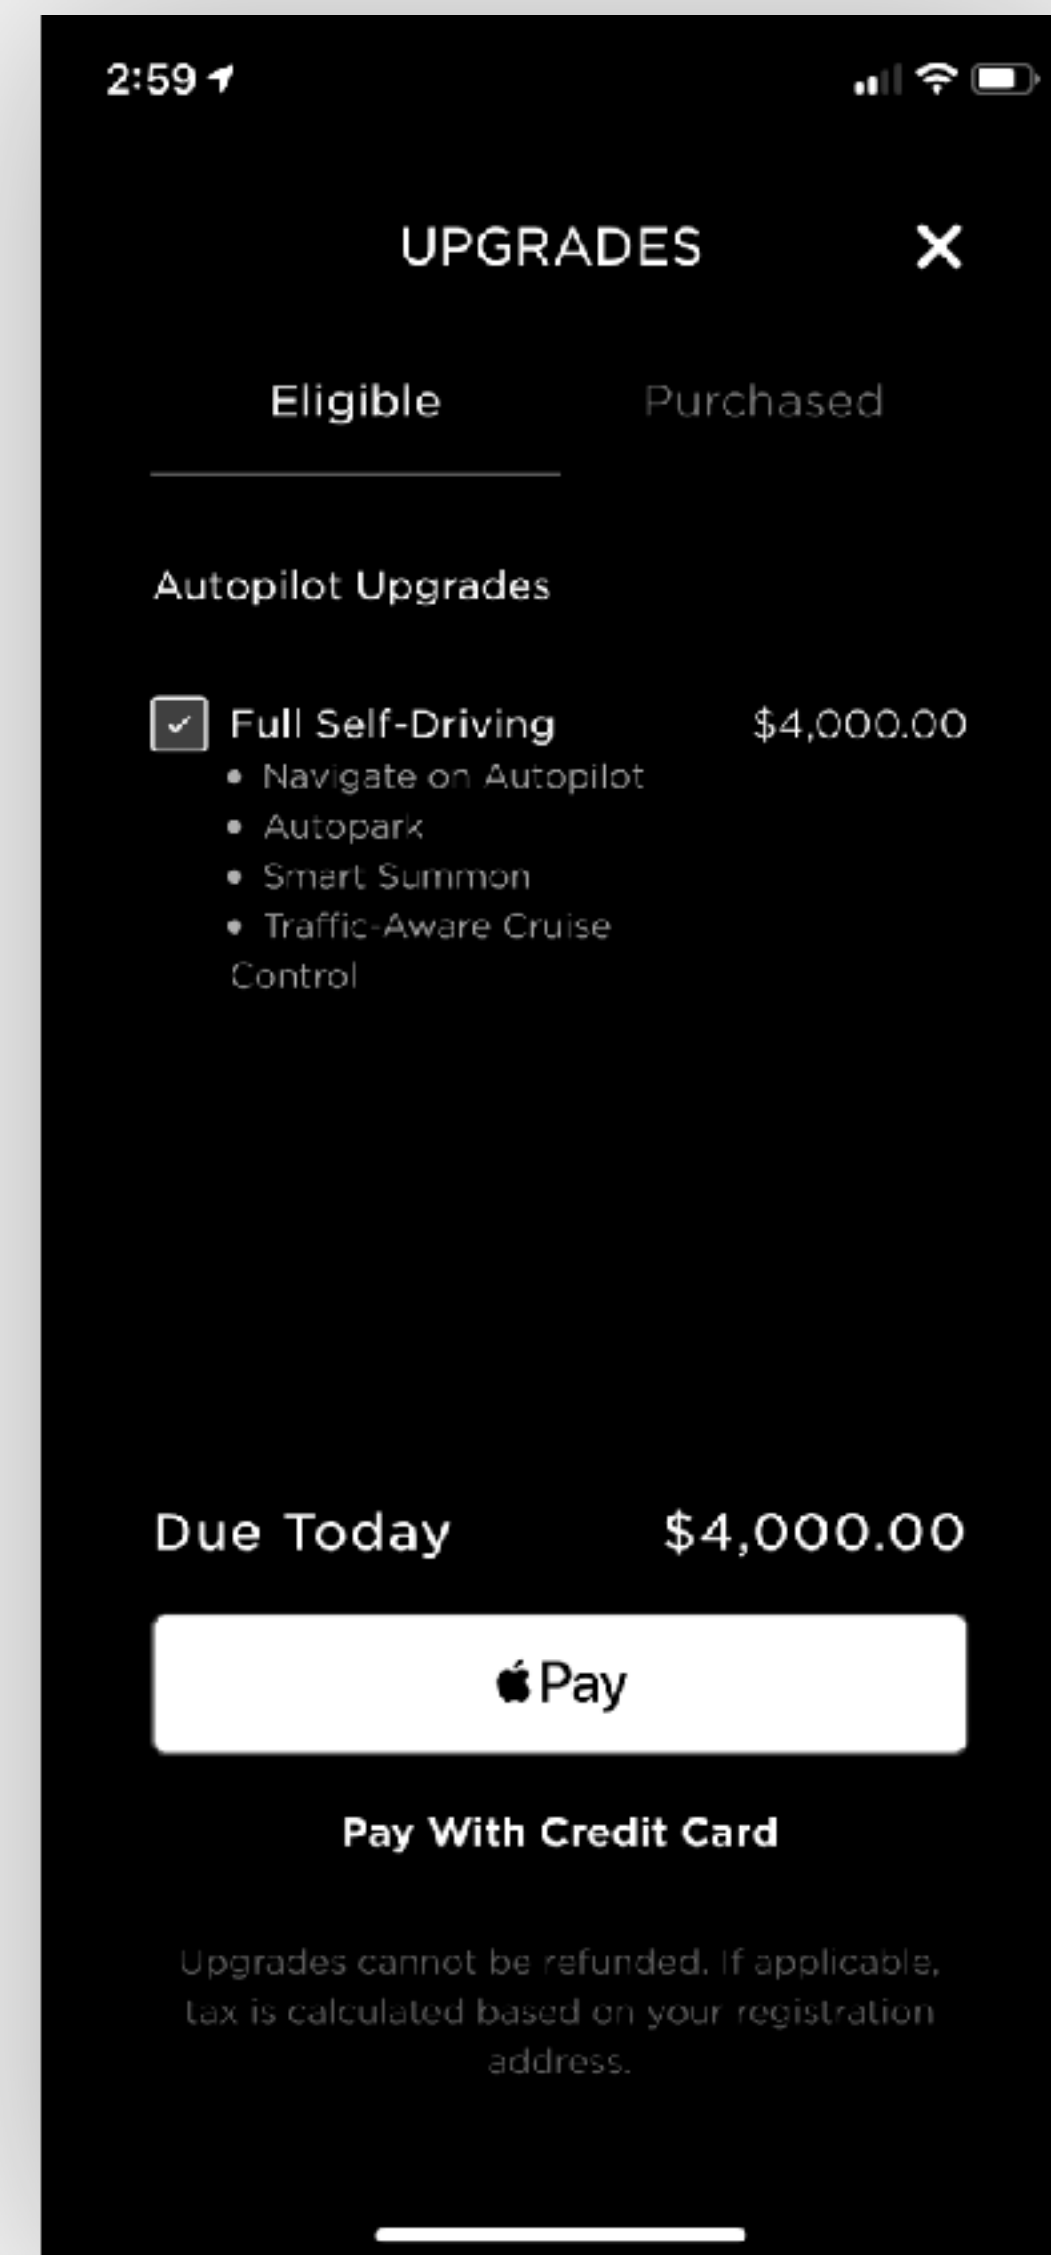 2:59
UPGRADES
Eligible Purchased
Autopilot Upgrades
Full Self-Driving $4,000.00
• Navigate on Autopilot
• Autopark
• Smart Summon
• Traffic-Aware Cruise
Control
Due Today $4,000.00
Pay
Pay With Credit Card
Upgrades cannot be refunded. If applicable,
tax is calculated based on your registration
address.